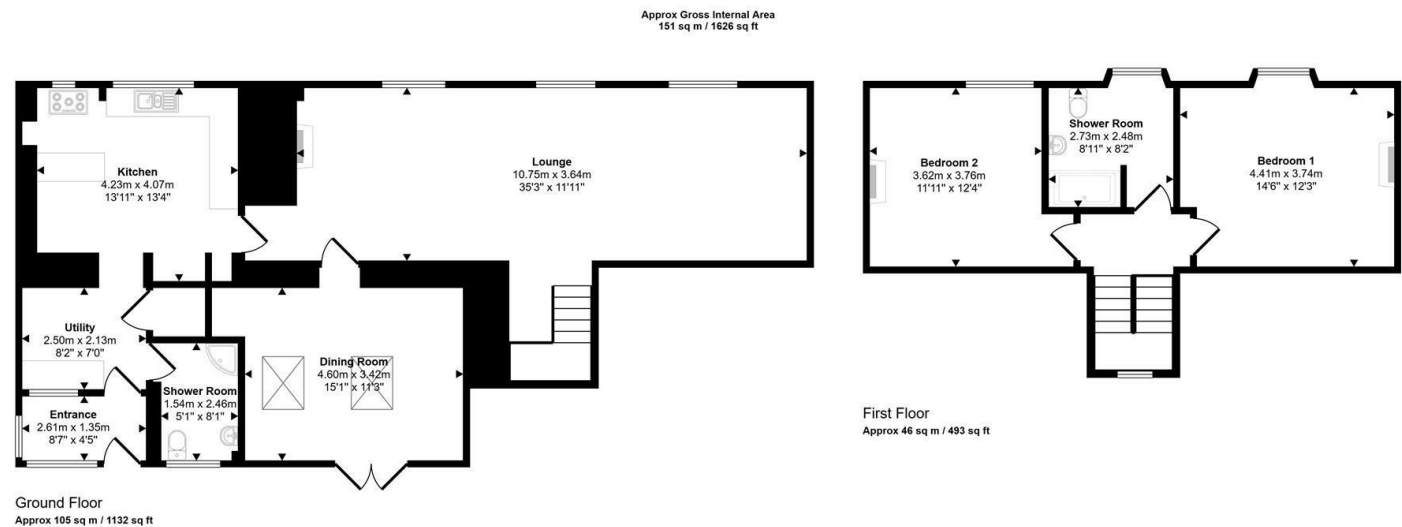 Approx Gross Internal Area
151 sq m / 1626 sq ft
Kitchen
4.23m x 4.07m
13'11" x 13'4"
Lounge
10.75m x 3.64m
35'3" x 11'11"
Utility
2.50m x 2.13m
8'2" x 7'0"
Dining Room
4.60m x 3.42m
15'1" x 11'3"
Shower Room
1.54m x 2.46m
5'1" x 8'1"
Entrance
2.61m x 1.35m
8'7" x 4'5"
Ground Floor
Approx 105 sq m / 1132 sq ft
Bedroom 2
3.62m x 3.76m
11'11" x 12'4"
Shower Room
2.73m x 2.48m
8'11" x 8'2"
Bedroom 1
4.41m x 3.74m
14'6" x 12'3"
First Floor
Approx 46 sq m / 493 sq ft